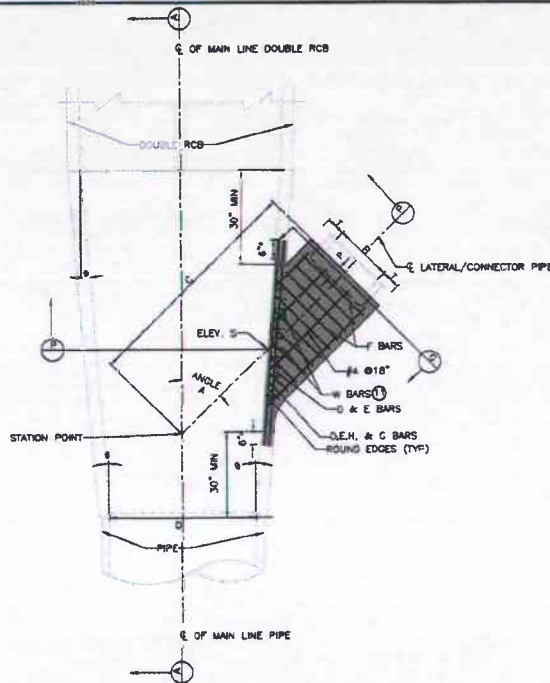 A
℄ OF MAIN LINE DOUBLE RCB
DOUBLE RCB
30" MIN
6"
C
P
B
℄ LATERAL/CONNECTOR PIPE
F BARS
ELEV. S
#4 @18"
ANGLE
A
W BARS 11
D & E BARS
STATION POINT
D,E,H, & G BARS
ROUND EDGES (TYP)
6"
30" MIN
D
PIPE
℄ OF MAIN LINE PIPE
A